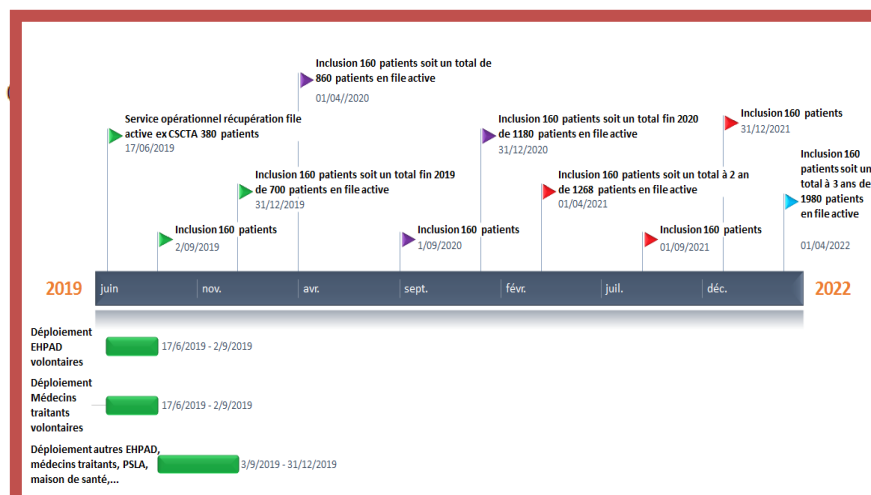 Inclusion 160 patients soit un total de
860 patients en file active
01/04//2020
Service opérationnel récupération file
active ex CSCTA 380 patients
17/06/2019
Inclusion 160 patients soit un total fin 2020
de 1180 patients en file active
31/12/2020
Inclusion 160 patients
31/12/2021
Inclusion 160 patients soit un total fin 2019
de 700 patients en file active
31/12/2019
Inclusion 160 patients soit un total à 2 an
de 1268 patients en file active
01/04/2021
Inclusion 160
patients soit un
total à 3 ans de
1980 patients
en file active
01/04/2022
Inclusion 160 patients
2/09/2019
Inclusion 160 patients
1/09/2020
Inclusion 160 patients
01/09/2021
2019 juin nov. avr. sept. févr. juil. déc. 2022
Déploiement
EHPAD
volontaires
17/6/2019 - 2/9/2019
Déploiement
Médecins
traitants
volontaires
17/6/2019 - 2/9/2019
Déploiement autres EHPAD,
médecins traitants, PSLA,
maison de santé,...
3/9/2019 - 31/12/2019